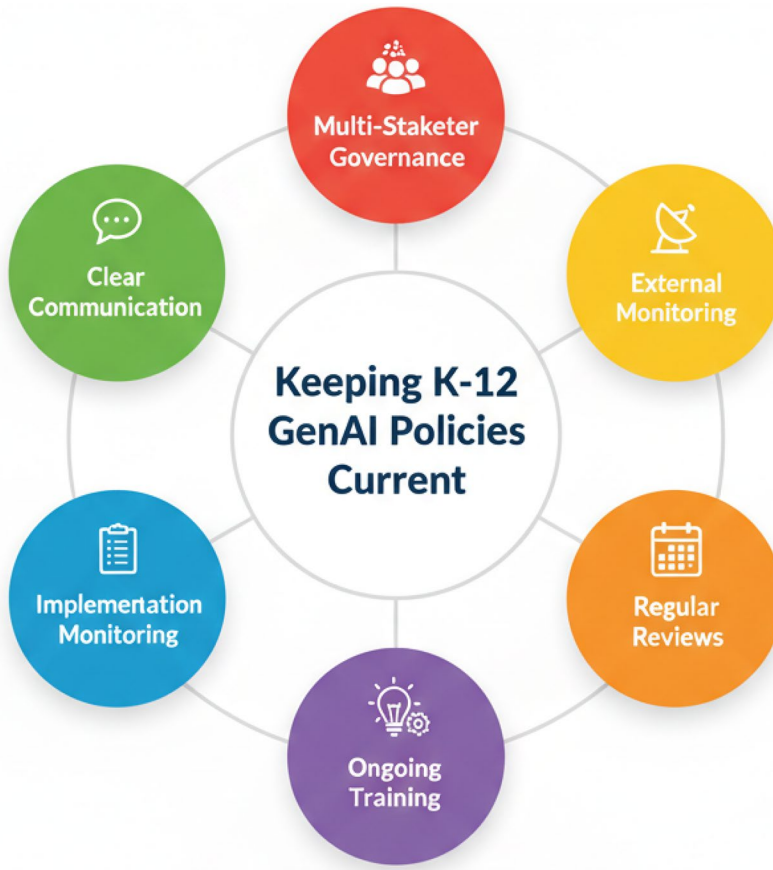 Multi-Staketer
Governance
Clear
Communication
External
Monitoring
Keeping K-12
GenAI Policies
Current
Implementation
Monitoring
Regular
Reviews
Ongoing
Training